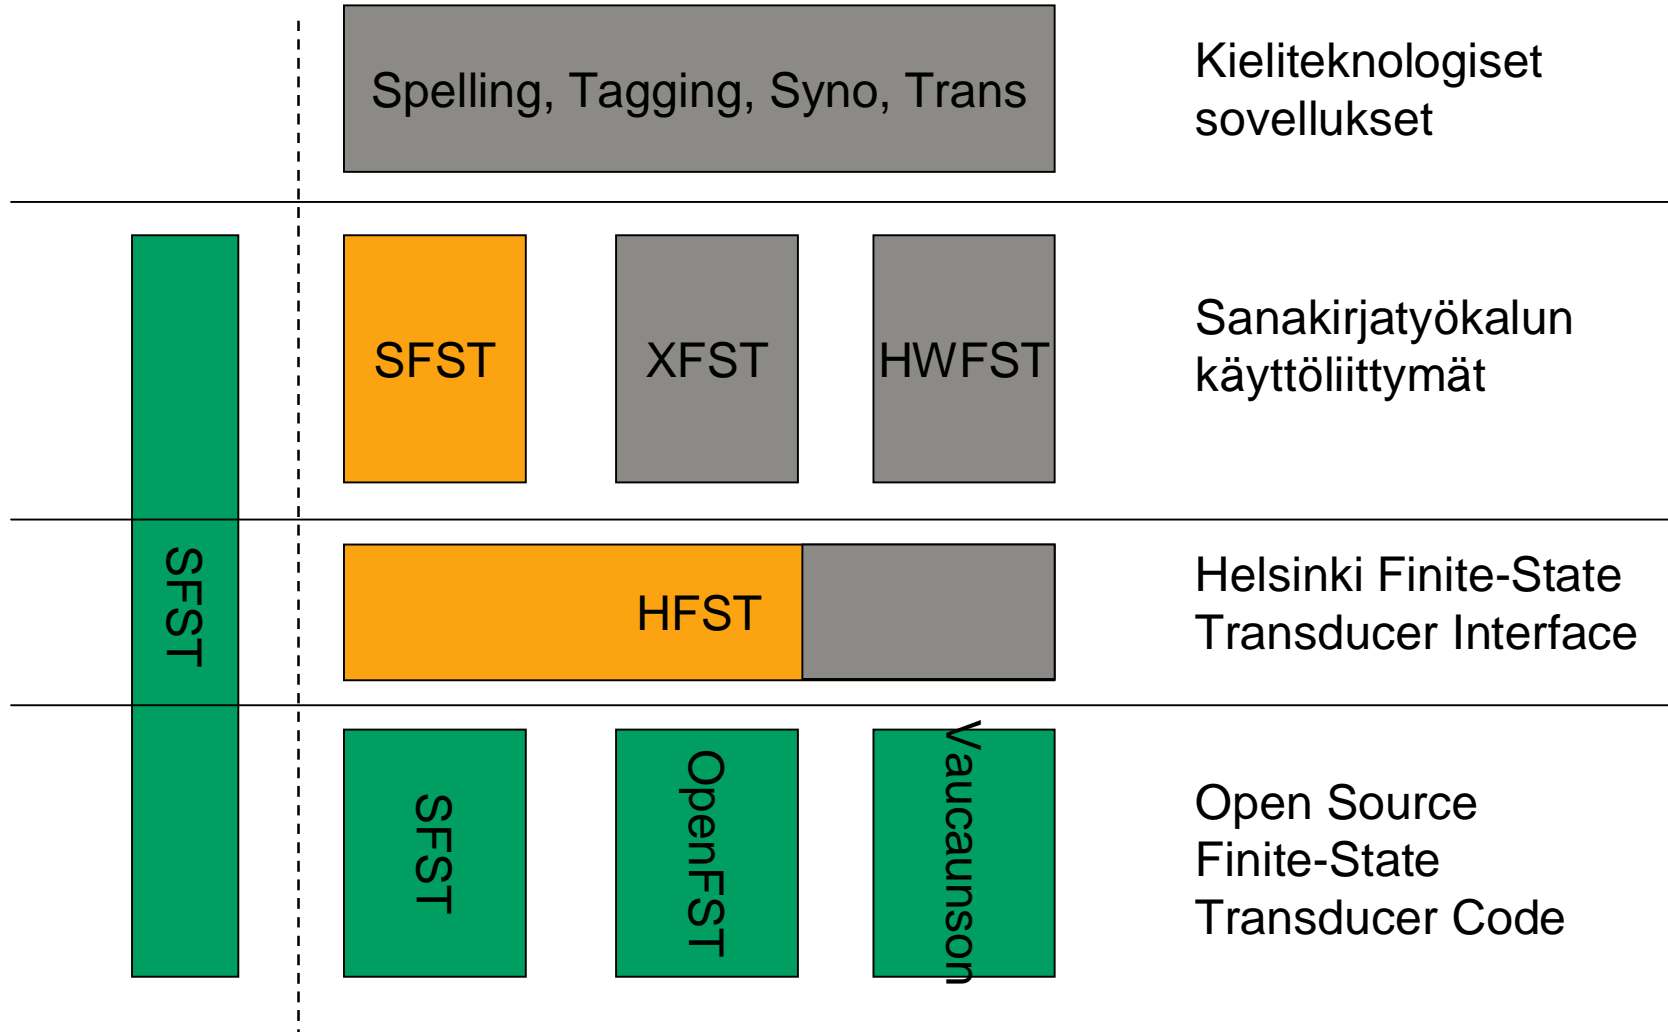 Spelling, Tagging, Syno, Trans
Kieliteknologiset
sovellukset
SFST
SFST
XFST
HWFST
Sanakirjatyökalun
käyttöliittymät
HFST
Helsinki Finite-State
Transducer Interface
SFST
OpenFST
Vaucaunson
Open Source
Finite-State
Transducer Code